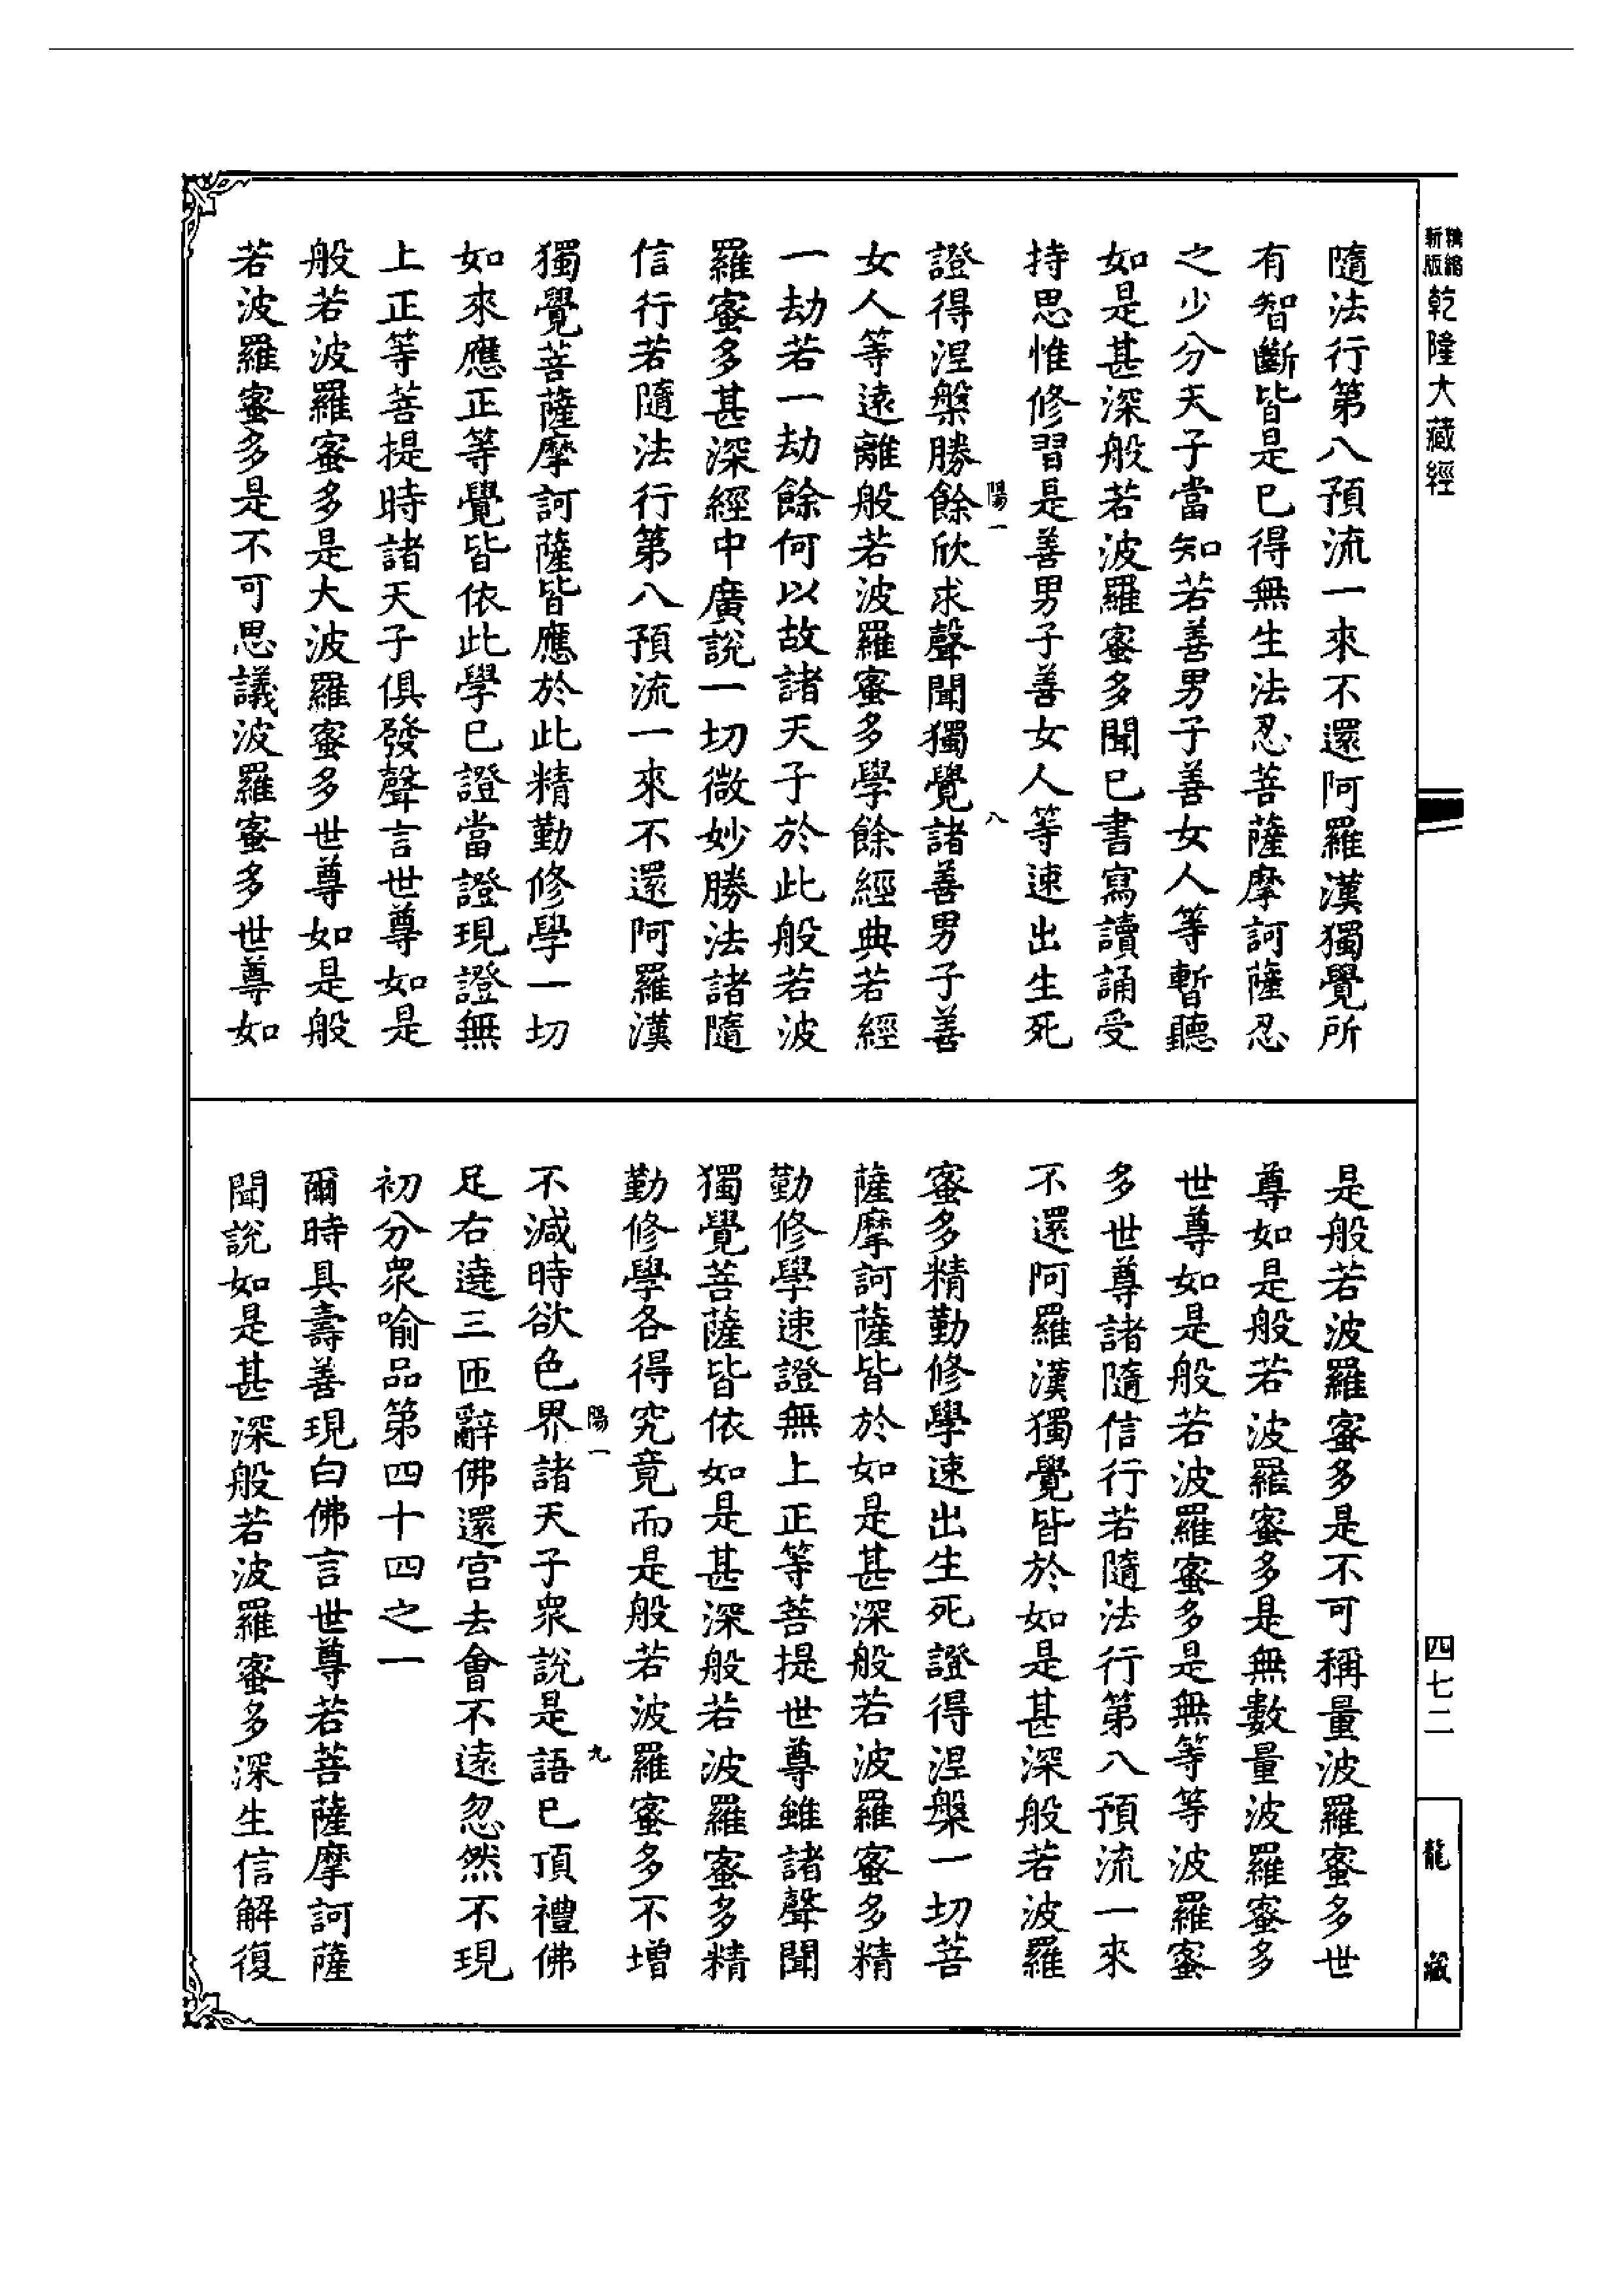 精縮新版乾隆大藏經
隨法行第八預流一來不還阿羅漢獨覺所
有智斷皆是已得無生法忍菩薩摩訶薩忍
之少分天子當知若善男子善女人等暫聽
如是甚深般若波羅蜜多聞已書寫讀誦受
持思惟修習是善男子善女人等速出生死
陽一 八
證得涅槃勝餘欣求聲聞獨覺諸善男子善
女人等遠離般若波羅蜜多學餘經典若經
一劫若一劫餘何以故諸天子於此般若波
羅蜜多甚深經中廣說一切微妙勝法諸隨
信行若隨法行第八預流一來不還阿羅漢
獨覺菩薩摩訶薩皆應於此精勤修學一切
如來應正等覺皆依此學已證當證現證無
上正等菩提時諸天子俱發聲言世尊如是
般若波羅蜜多是大波羅蜜多世尊如是般
若波羅蜜多是不可思議波羅蜜多世尊如
是般若波羅蜜多是不可稱量波羅蜜多世
尊如是般若波羅蜜多是無數量波羅蜜多
世尊如是般若波羅蜜多是無等等波羅蜜
多世尊諸隨信行若隨法行第八預流一來
不還阿羅漢獨覺皆於如是甚深般若波羅
蜜多精勤修學速出生死證得涅槃一切菩
薩摩訶薩皆於如是甚深般若波羅蜜多精
勤修學速證無上正等菩提世尊雖諸聲聞
獨覺菩薩皆依如是甚深般若波羅蜜多精
勤修學各得究竟而是般若波羅蜜多不增
陽一 九
不減時欲色界諸天子眾說是語已頂禮佛
足右遶三匝辭佛還宮去會不遠忽然不現
初分眾喻品第四十四之一
爾時具壽善現白佛言世尊若菩薩摩訶薩
聞說如是甚深般若波羅蜜多深生信解復
四七二
龍藏